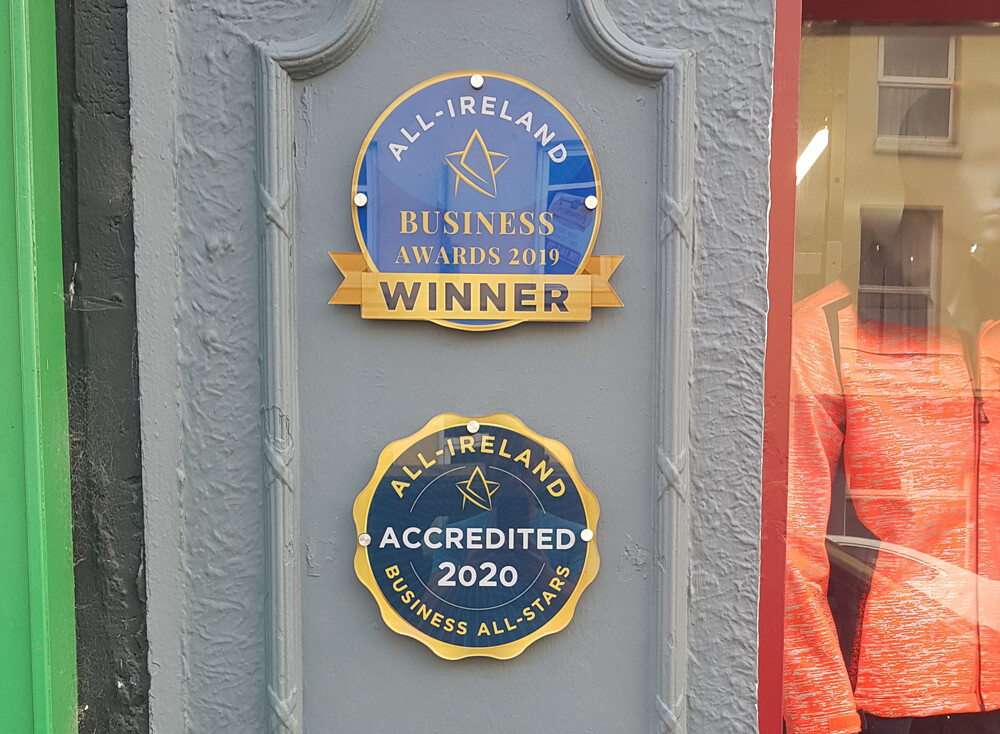 ALL-IRELAND
BUSINESS
AWARDS 2019
WINNER
ALL-IRELAND
ACCREDITED
2020
BUSINESS ALL-STARS